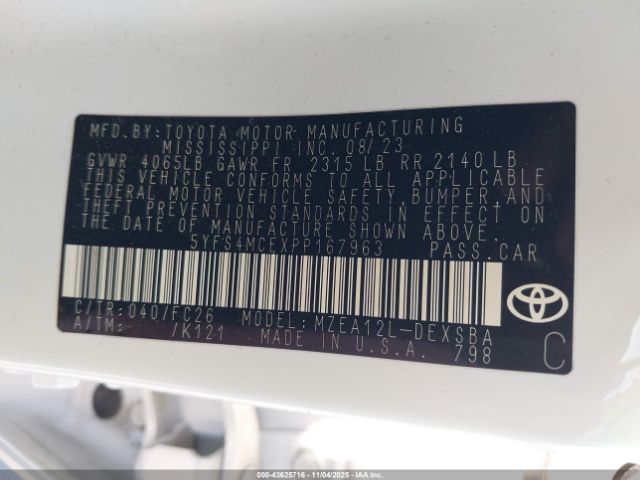 MFD.BY:TOYOTA MOTOR MANUFACTURING
MISSISSIPPI INC.08/23
GVWR 4065LB GAWR FR 2315 LB RR 2140 LB
THIS VEHICLE CONFORMS TO ALL APPLICABLE
FEDERAL MOTOR VEHICLE SAFETY,BUMPER,AND
THEFT PREVENTION STANDARDS IN EFFECT ON
THE DATE OF MANUFACTURE SHOWN ABOVE.
5YFS4MCEXPP167963 PASS.CAR
C/TR:040/FC26 MODEL:MZEA12L-DEXSBA
A/TM: /K121 MADE IN U.S.A. 798
C
000-43625716 - 11/04/2025 - IAAI.COM